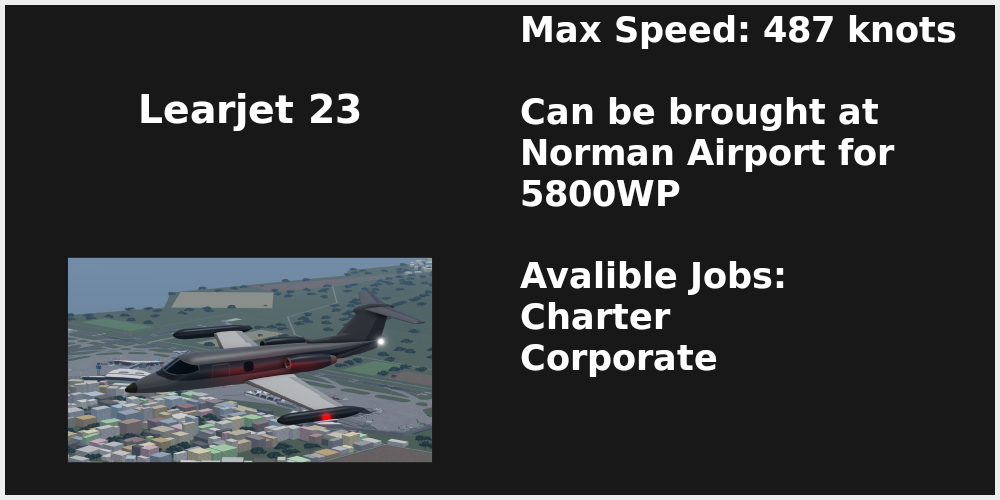 Learjet 23
Max Speed: 487 knots
Can be brought at
Norman Airport for
5800WP
Avalible Jobs:
Charter
Corporate